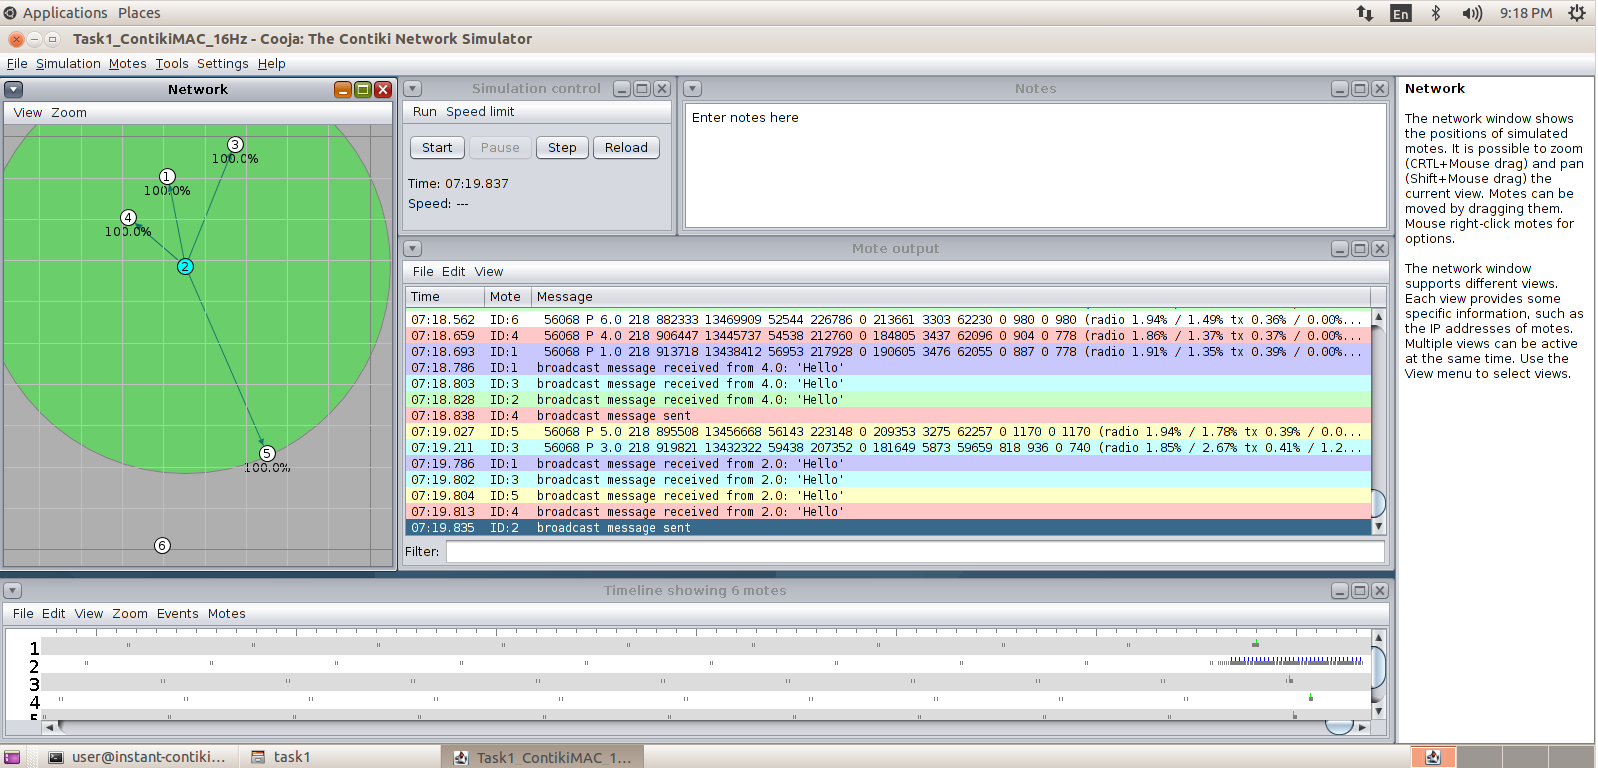 Applications Places En 9:18 PM
Task1_ContikiMAC_16Hz - Cooja: The Contiki Network Simulator
File Simulation Motes Tools Settings Help
Network
View Zoom
3
100.0%
1
100.0%
4
100.0%
2
5
100.0%
6
Simulation control
Run Speed limit
Start Pause Step Reload
Time: 07:19.837
Speed: ---
Notes
Enter notes here
Mote output
File Edit View
Time Mote Message
07:18.562 ID:6 56068 P 6.0 218 882333 13469909 52544 226786 0 213661 3303 62230 0 980 0 980 (radio 1.94% / 1.49% tx 0.36% / 0.00%...
07:18.659 ID:4 56068 P 4.0 218 906447 13445737 54538 212760 0 184805 3437 62096 0 904 0 778 (radio 1.86% / 1.37% tx 0.37% / 0.00%...
07:18.693 ID:1 56068 P 1.0 218 913718 13438412 56953 217928 0 190605 3476 62055 0 887 0 778 (radio 1.91% / 1.35% tx 0.39% / 0.00%...
07:18.786 ID:1 broadcast message received from 4.0: 'Hello'
07:18.803 ID:3 broadcast message received from 4.0: 'Hello'
07:18.828 ID:2 broadcast message received from 4.0: 'Hello'
07:18.838 ID:4 broadcast message sent
07:19.027 ID:5 56068 P 5.0 218 895508 13456668 56143 223148 0 209353 3275 62257 0 1170 0 1170 (radio 1.94% / 1.78% tx 0.39% / 0.0...
07:19.211 ID:3 56068 P 3.0 218 919821 13432322 59438 207352 0 181649 5873 59659 818 936 0 740 (radio 1.85% / 2.67% tx 0.41% / 1.2...
07:19.786 ID:1 broadcast message received from 2.0: 'Hello'
07:19.802 ID:3 broadcast message received from 2.0: 'Hello'
07:19.804 ID:5 broadcast message received from 2.0: 'Hello'
07:19.813 ID:4 broadcast message received from 2.0: 'Hello'
07:19.835 ID:2 broadcast message sent
Filter:
Network
The network window shows
the positions of simulated
motes. It is possible to zoom
(CRTL+Mouse drag) and pan
(Shift+Mouse drag) the
current view. Motes can be
moved by dragging them.
Mouse right-click motes for
options.
The network window
supports different views.
Each view provides some
specific information, such as
the IP addresses of motes.
Multiple views can be active
at the same time. Use the
View menu to select views.
Timeline showing 6 motes
File Edit View Zoom Events Motes
1
2
3
4
5
user@instant-contiki... task1 Task1_ContikiMAC_1...